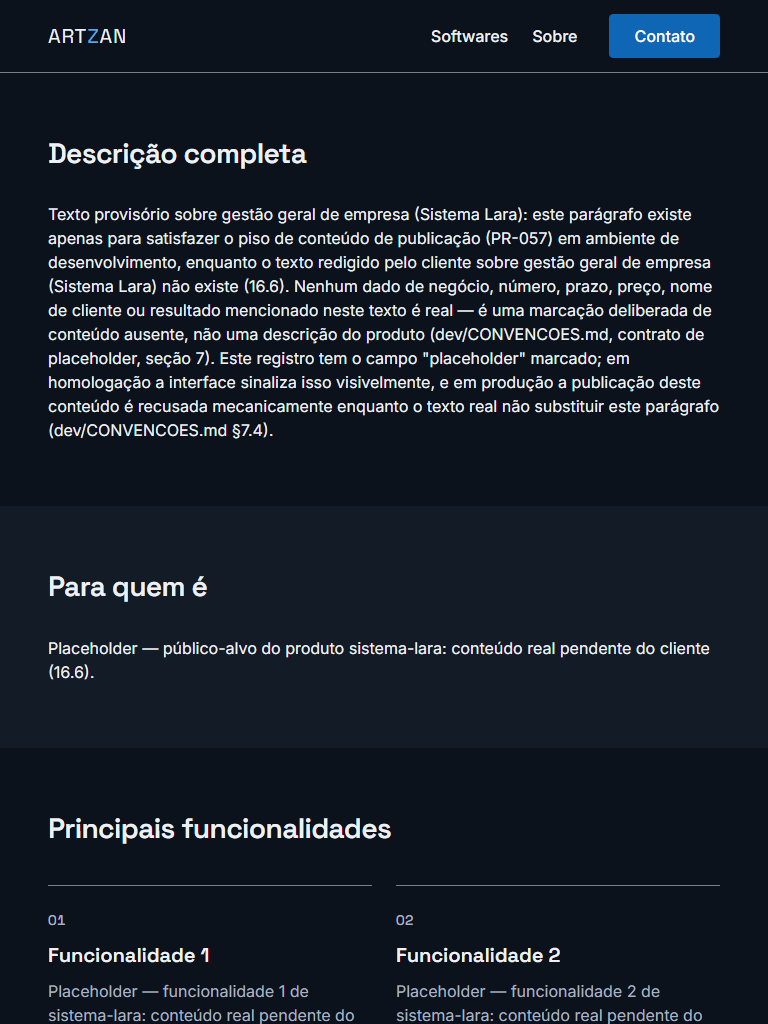 ARTZAN
Softwares Sobre Contato
Descrição completa
Texto provisório sobre gestão geral de empresa (Sistema Lara): este parágrafo existe
apenas para satisfazer o piso de conteúdo de publicação (PR-057) em ambiente de
desenvolvimento, enquanto o texto redigido pelo cliente sobre gestão geral de empresa
(Sistema Lara) não existe (16.6). Nenhum dado de negócio, número, prazo, preço, nome
de cliente ou resultado mencionado neste texto é real — é uma marcação deliberada de
conteúdo ausente, não uma descrição do produto (dev/CONVENCOES.md, contrato de
placeholder, seção 7). Este registro tem o campo "placeholder" marcado; em
homologação a interface sinaliza isso visivelmente, e em produção a publicação deste
conteúdo é recusada mecanicamente enquanto o texto real não substituir este parágrafo
(dev/CONVENCOES.md §7.4).
Para quem é
Placeholder — público-alvo do produto sistema-lara: conteúdo real pendente do cliente
(16.6).
Principais funcionalidades
01
Funcionalidade 1
Placeholder — funcionalidade 1 de
sistema-lara: conteúdo real pendente do
02
Funcionalidade 2
Placeholder — funcionalidade 2 de
sistema-lara: conteúdo real pendente do